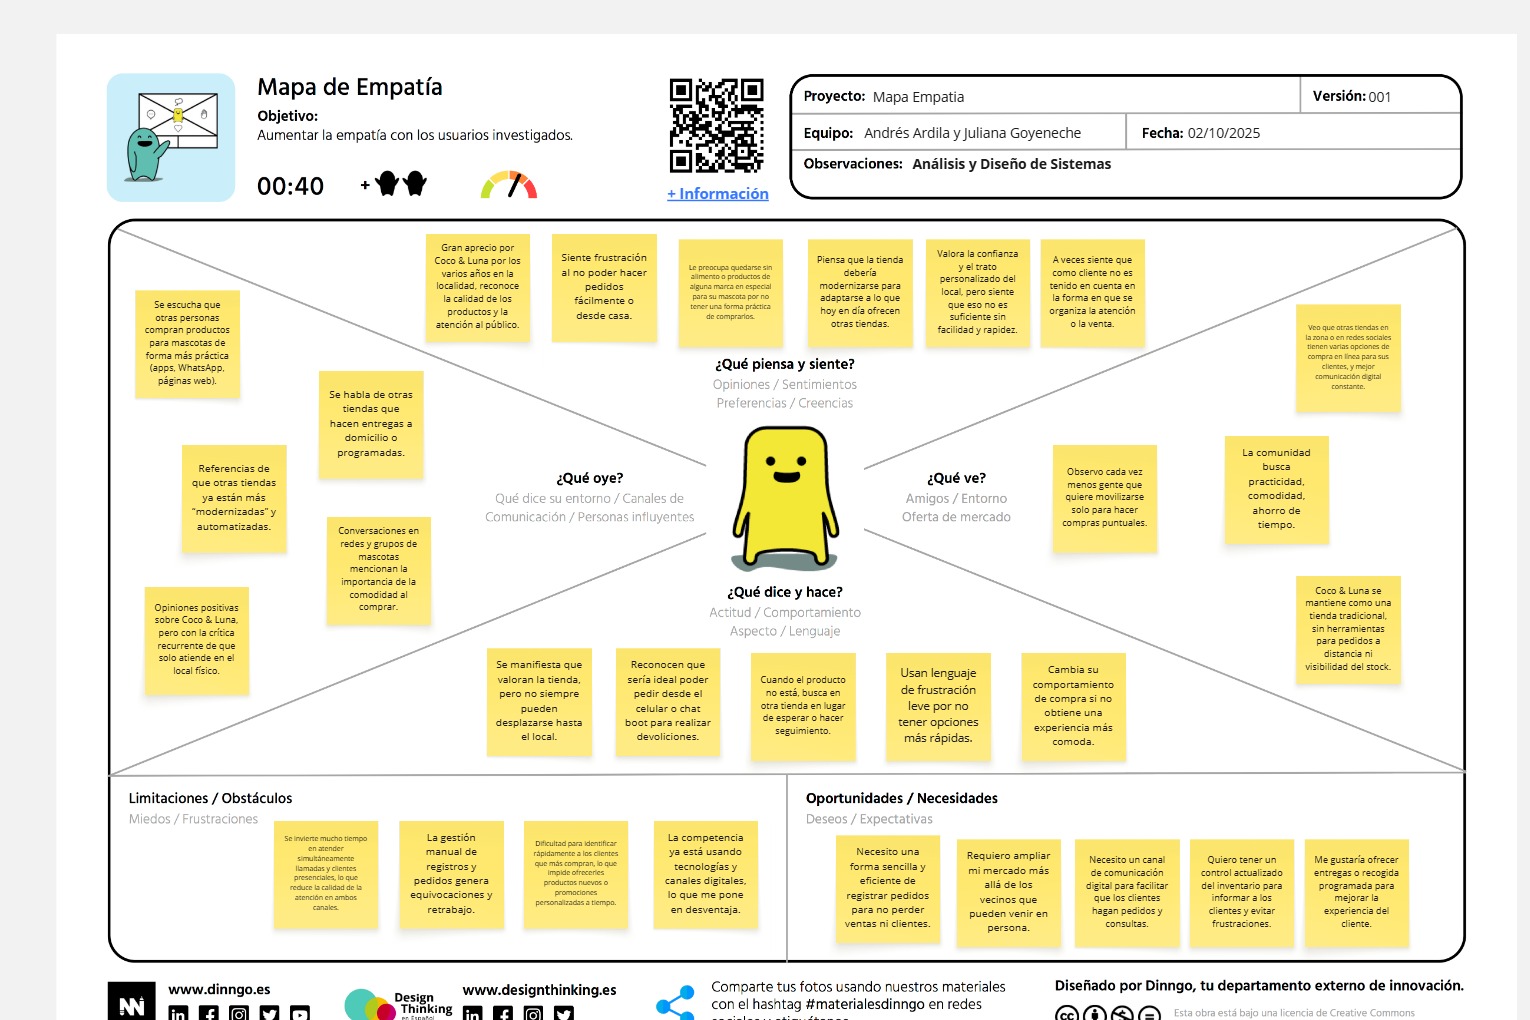 Mapa de Empatía
Objetivo:
Aumentar la empatía con los usuarios investigados.
00:40
+
+ Información
Proyecto: Mapa Empatia
Versión: 001
Equipo: Andrés Ardila y Juliana Goyeneche
Fecha: 02/10/2025
Observaciones: Análisis y Diseño de Sistemas
Gran aprecio por
Coco & Luna por los
varios años en la
localidad, reconoce
la calidad de los
productos y la
atención al público.
Siente frustración
al no poder hacer
pedidos
fácilmente o
desde casa.
Le preocupa quedarse sin
alimento o productos de
alguna marca en especial
para su mascota por no
tener una forma práctica
de comprarlos.
Piensa que la tienda
debería
modernizarse para
adaptarse a lo que
hoy en día ofrecen
otras tiendas.
Valora la confianza
y el trato
personalizado del
local, pero siente
que eso no es
suficiente sin
facilidad y rapidez.
A veces siente que
como cliente no es
tenido en cuenta en
la forma en que se
organiza la atención
o la venta.
¿Qué piensa y siente?
Opiniones / Sentimientos
Preferencias / Creencias
Se escucha que
otras personas
compran productos
para mascotas de
forma más práctica
(apps, WhatsApp,
páginas web).
Se habla de otras
tiendas que
hacen entregas a
domicilio o
programadas.
Referencias de
que otras tiendas
ya están más
"modernizadas" y
automatizadas.
Conversaciones en
redes y grupos de
mascotas
mencionan la
importancia de la
comodidad al
comprar.
Opiniones positivas
sobre Coco & Luna,
pero con la crítica
recurrente de que
solo atiende en el
local físico.
¿Qué oye?
Qué dice su entorno / Canales de
Comunicación / Personas influyentes
¿Qué ve?
Amigos / Entorno
Oferta de mercado
Veo que otras tiendas en
la zona o en redes sociales
tienen varias opciones de
compra en línea para sus
clientes, y mejor
comunicación digital
constante.
Observo cada vez
menos gente que
quiere movilizarse
solo para hacer
compras puntuales.
La comunidad
busca
practicidad,
comodidad,
ahorro de
tiempo.
Coco & Luna se
mantiene como una
tienda tradicional,
sin herramientas
para pedidos a
distancia ni
visibilidad del stock.
¿Qué dice y hace?
Actitud / Comportamiento
Aspecto / Lenguaje
Se manifiesta que
valoran la tienda,
pero no siempre
pueden
desplazarse hasta
el local.
Reconocen que
sería ideal poder
pedir desde el
celular o chat
boot para realizar
devoliciones.
Cuando el producto
no está, busca en
otra tienda en lugar
de esperar o hacer
seguimiento.
Usan lenguaje
de frustración
leve por no
tener opciones
más rápidas.
Cambia su
comportamiento
de compra si no
obtiene una
experiencia más
comoda.
Limitaciones / Obstáculos
Miedos / Frustraciones
Se invierte mucho tiempo
en atender
simultáneamente
llamadas y clientes
presenciales, lo que
reduce la calidad de la
atención en ambos
canales.
La gestión
manual de
registros y
pedidos genera
equivocaciones y
retrabajo.
Dificultad para identificar
rápidamente a los clientes
que más compran, lo que
impide ofrecerles
productos nuevos o
promociones
personalizadas a tiempo.
La competencia
ya está usando
tecnologías y
canales digitales,
lo que me pone
en desventaja.
Oportunidades / Necesidades
Deseos / Expectativas
Necesito una
forma sencilla y
eficiente de
registrar pedidos
para no perder
ventas ni clientes.
Requiero ampliar
mi mercado más
allá de los
vecinos que
pueden venir en
persona.
Necesito un canal
de comunicación
digital para facilitar
que los clientes
hagan pedidos y
consultas.
Quiero tener un
control actualizado
del inventario para
informar a los
clientes y evitar
frustraciones.
Me gustaría ofrecer
entregas o recogida
programada para
mejorar la
experiencia del
cliente.
www.dinngo.es
Design
Thinking
en Español
www.designthinking.es
Comparte tus fotos usando nuestros materiales
con el hashtag #materialesdinngo en redes
Diseñado por Dinngo, tu departamento externo de innovación.
Esta obra está bajo una licencia de Creative Commons